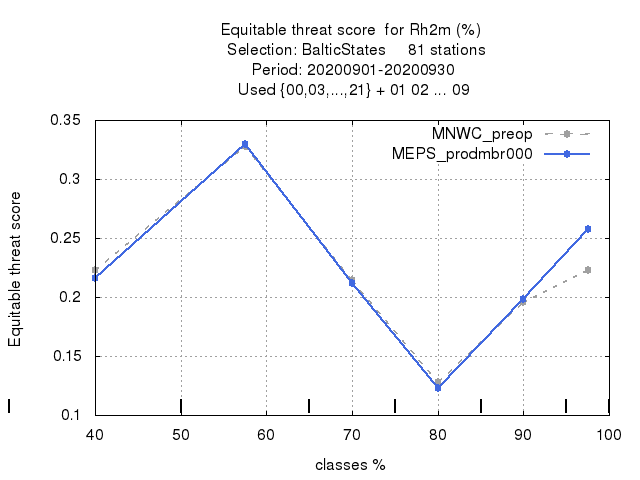 Equitable threat score  for Rh2m (%)
Selection: BalticStates     81 stations
Period: 20200901-20200930
Used {00,03,...,21} + 01 02 ... 09
MNWC_preop
MEPS_prodmbr000
Equitable threat score
0.35
0.3
0.25
0.2
0.15
0.1
40 50 60 70 80 90 100
classes %